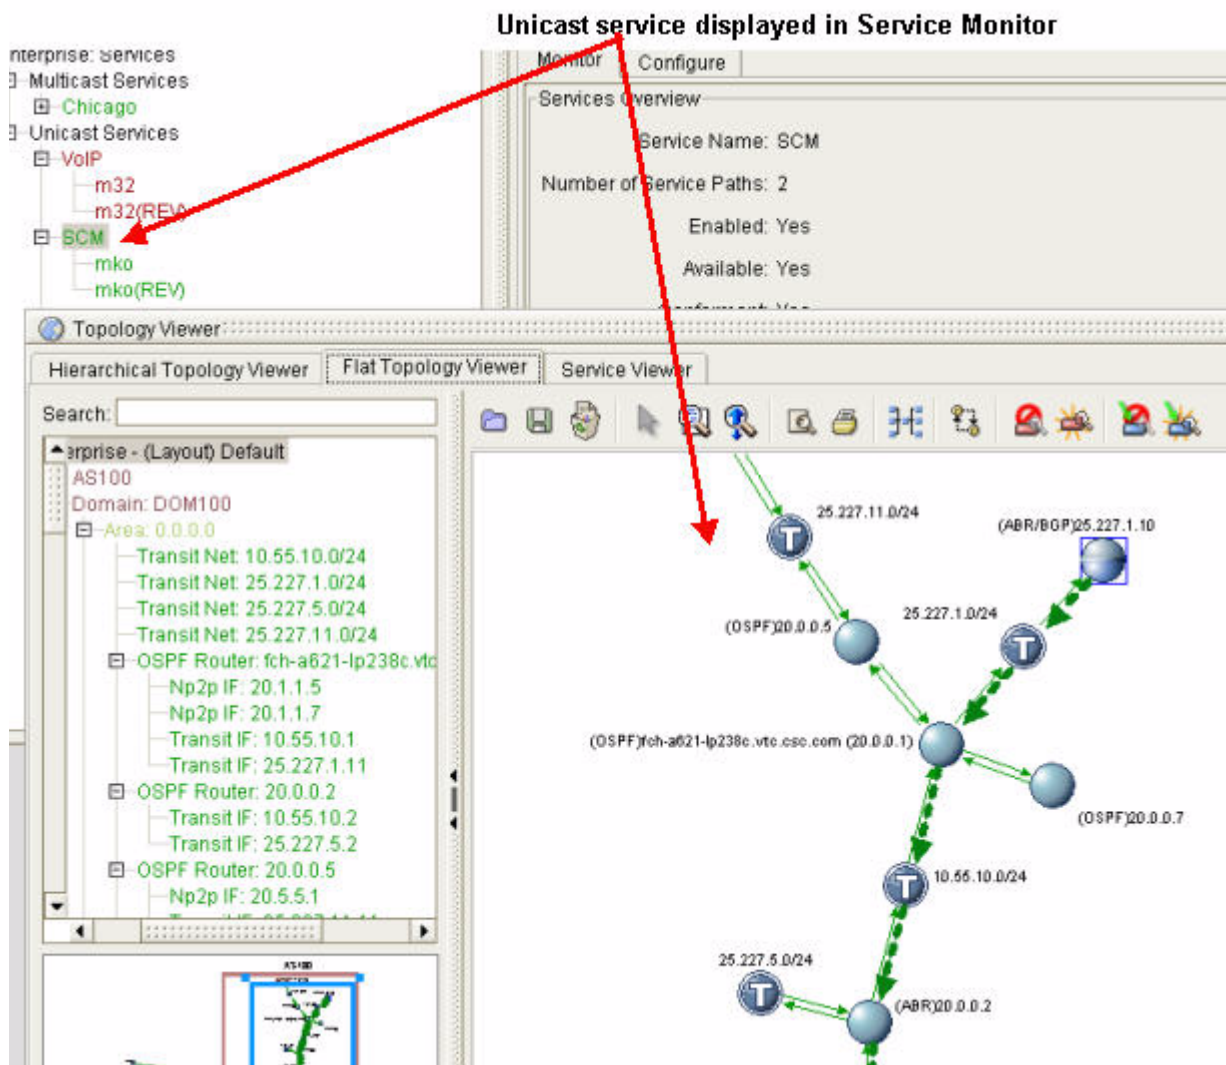 Unicast service displayed in Service Monitor
nterprise: Services
Multicast Services
Chicago
Unicast Services
VoIP
m32
m32(REV)
SCM
mko
mko(REV)
Monitor
Configure
Services Overview
Service Name: SCM
Number of Service Paths: 2
Enabled: Yes
Available: Yes
Topology Viewer
Hierarchical Topology Viewer
Flat Topology Viewer
Service Viewer
Search:
erprise - (Layout) Default
AS100
Domain: DOM100
Area: 0.0.0.0
Transit Net: 10.55.10.0/24
Transit Net: 25.227.1.0/24
Transit Net: 25.227.5.0/24
Transit Net: 25.227.11.0/24
OSPF Router: fch-a621-lp238c.vtc
Np2p IF: 20.1.1.5
Np2p IF: 20.1.1.7
Transit IF: 10.55.10.1
Transit IF: 25.227.1.11
OSPF Router: 20.0.0.2
Transit IF: 10.55.10.2
Transit IF: 25.227.5.2
OSPF Router: 20.0.0.5
Np2p IF: 20.5.5.1
AS100
T
25.227.11.0/24
(ABR/BGP)25.227.1.10
(OSPF)20.0.0.5
25.227.1.0/24
T
(OSPF)fch-a621-lp238c.vtc.csc.com (20.0.0.1)
(OSPF)20.0.0.7
T
10.55.10.0/24
25.227.5.0/24
T
(ABR)20.0.0.2